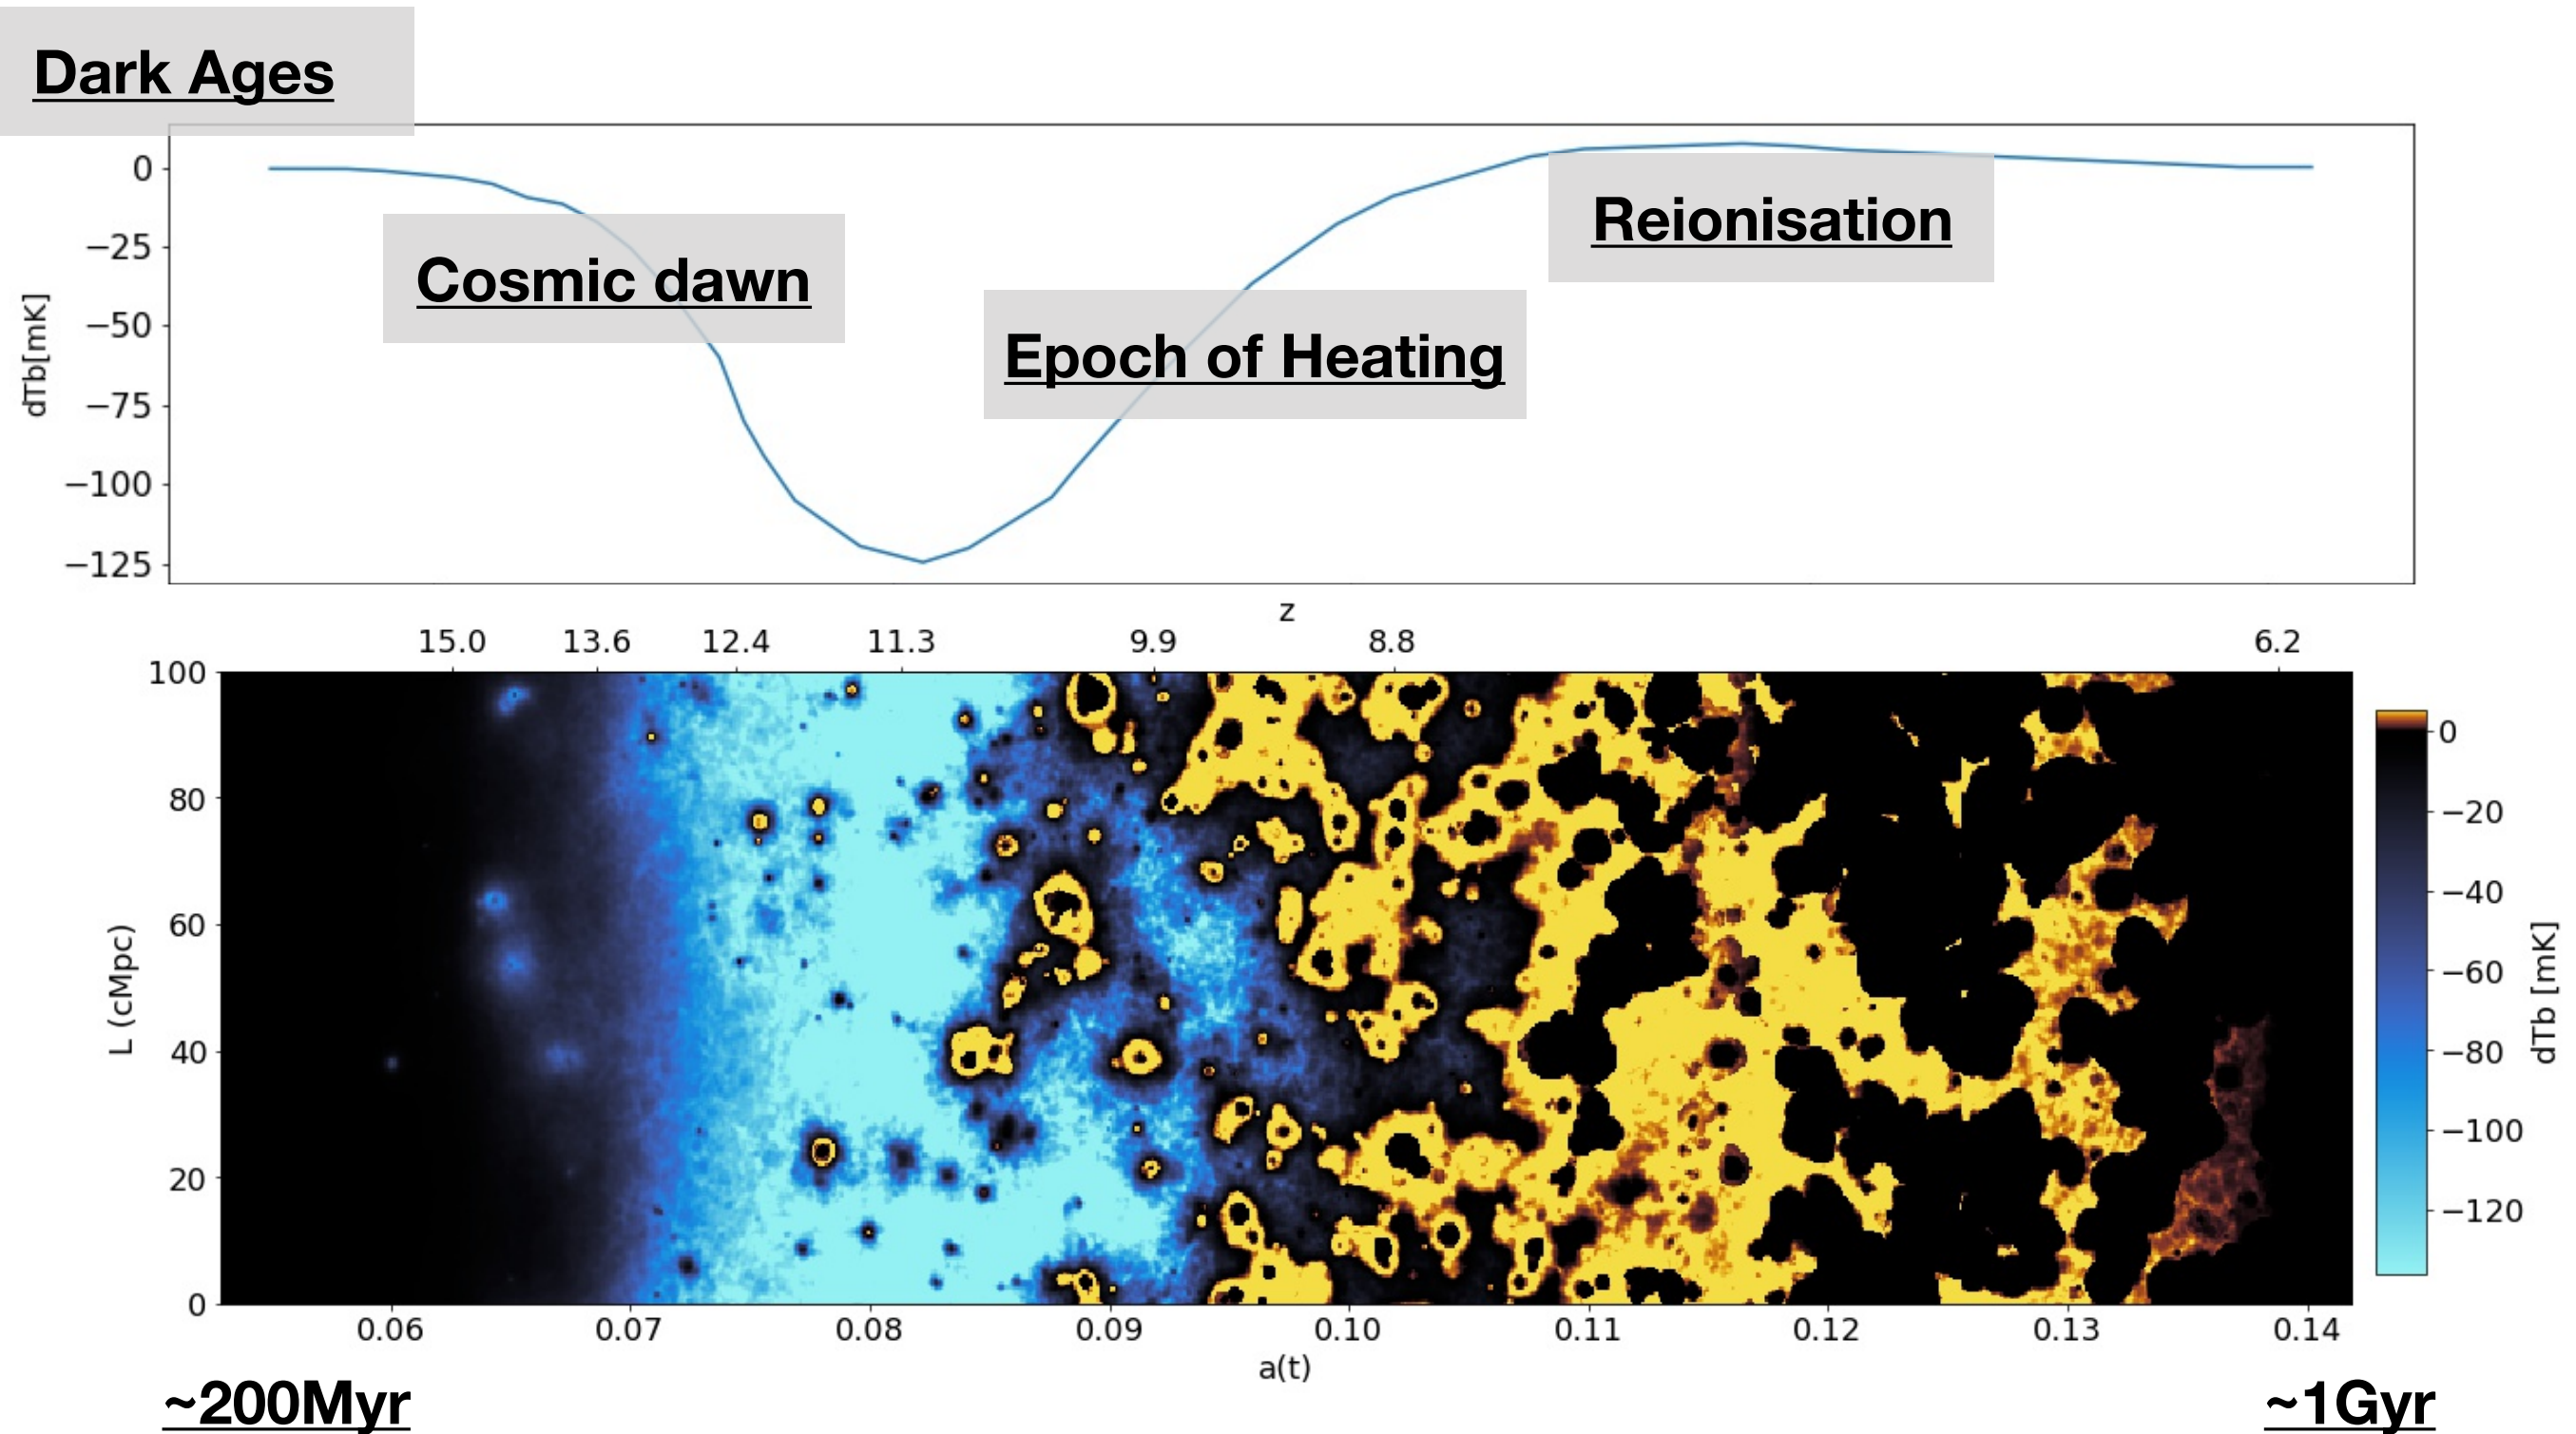 Dark Ages
0
−25
−50
−75
−100
−125
dTb[mK]
Cosmic dawn
Epoch of Heating
Reionisation
z
15.0 13.6 12.4 11.3 9.9 8.8 6.2
100
80
60
40
20
0
L (cMpc)
0.06 0.07 0.08 0.09 0.10 0.11 0.12 0.13 0.14
a(t)
0
−20
−40
−60
−80
−100
−120
dTb [mK]
~200Myr
~1Gyr